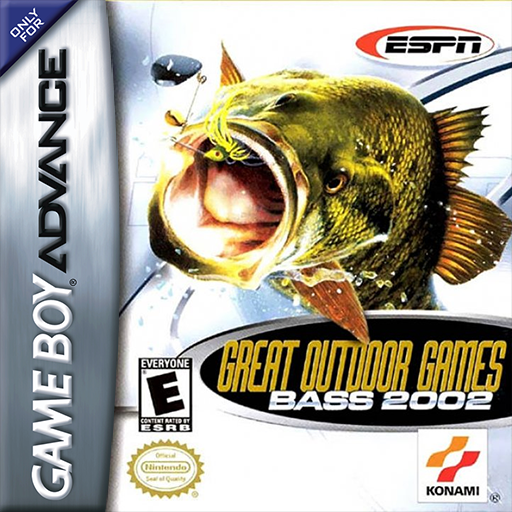 ONLY
FOR
GAME BOY ADVANCE
ESPN
GREAT OUTDOOR GAMES
BASS 2002
EVERYONE
E
CONTENT RATED BY
ESRB
Official
Nintendo
Seal of Quality
KONAMI
®